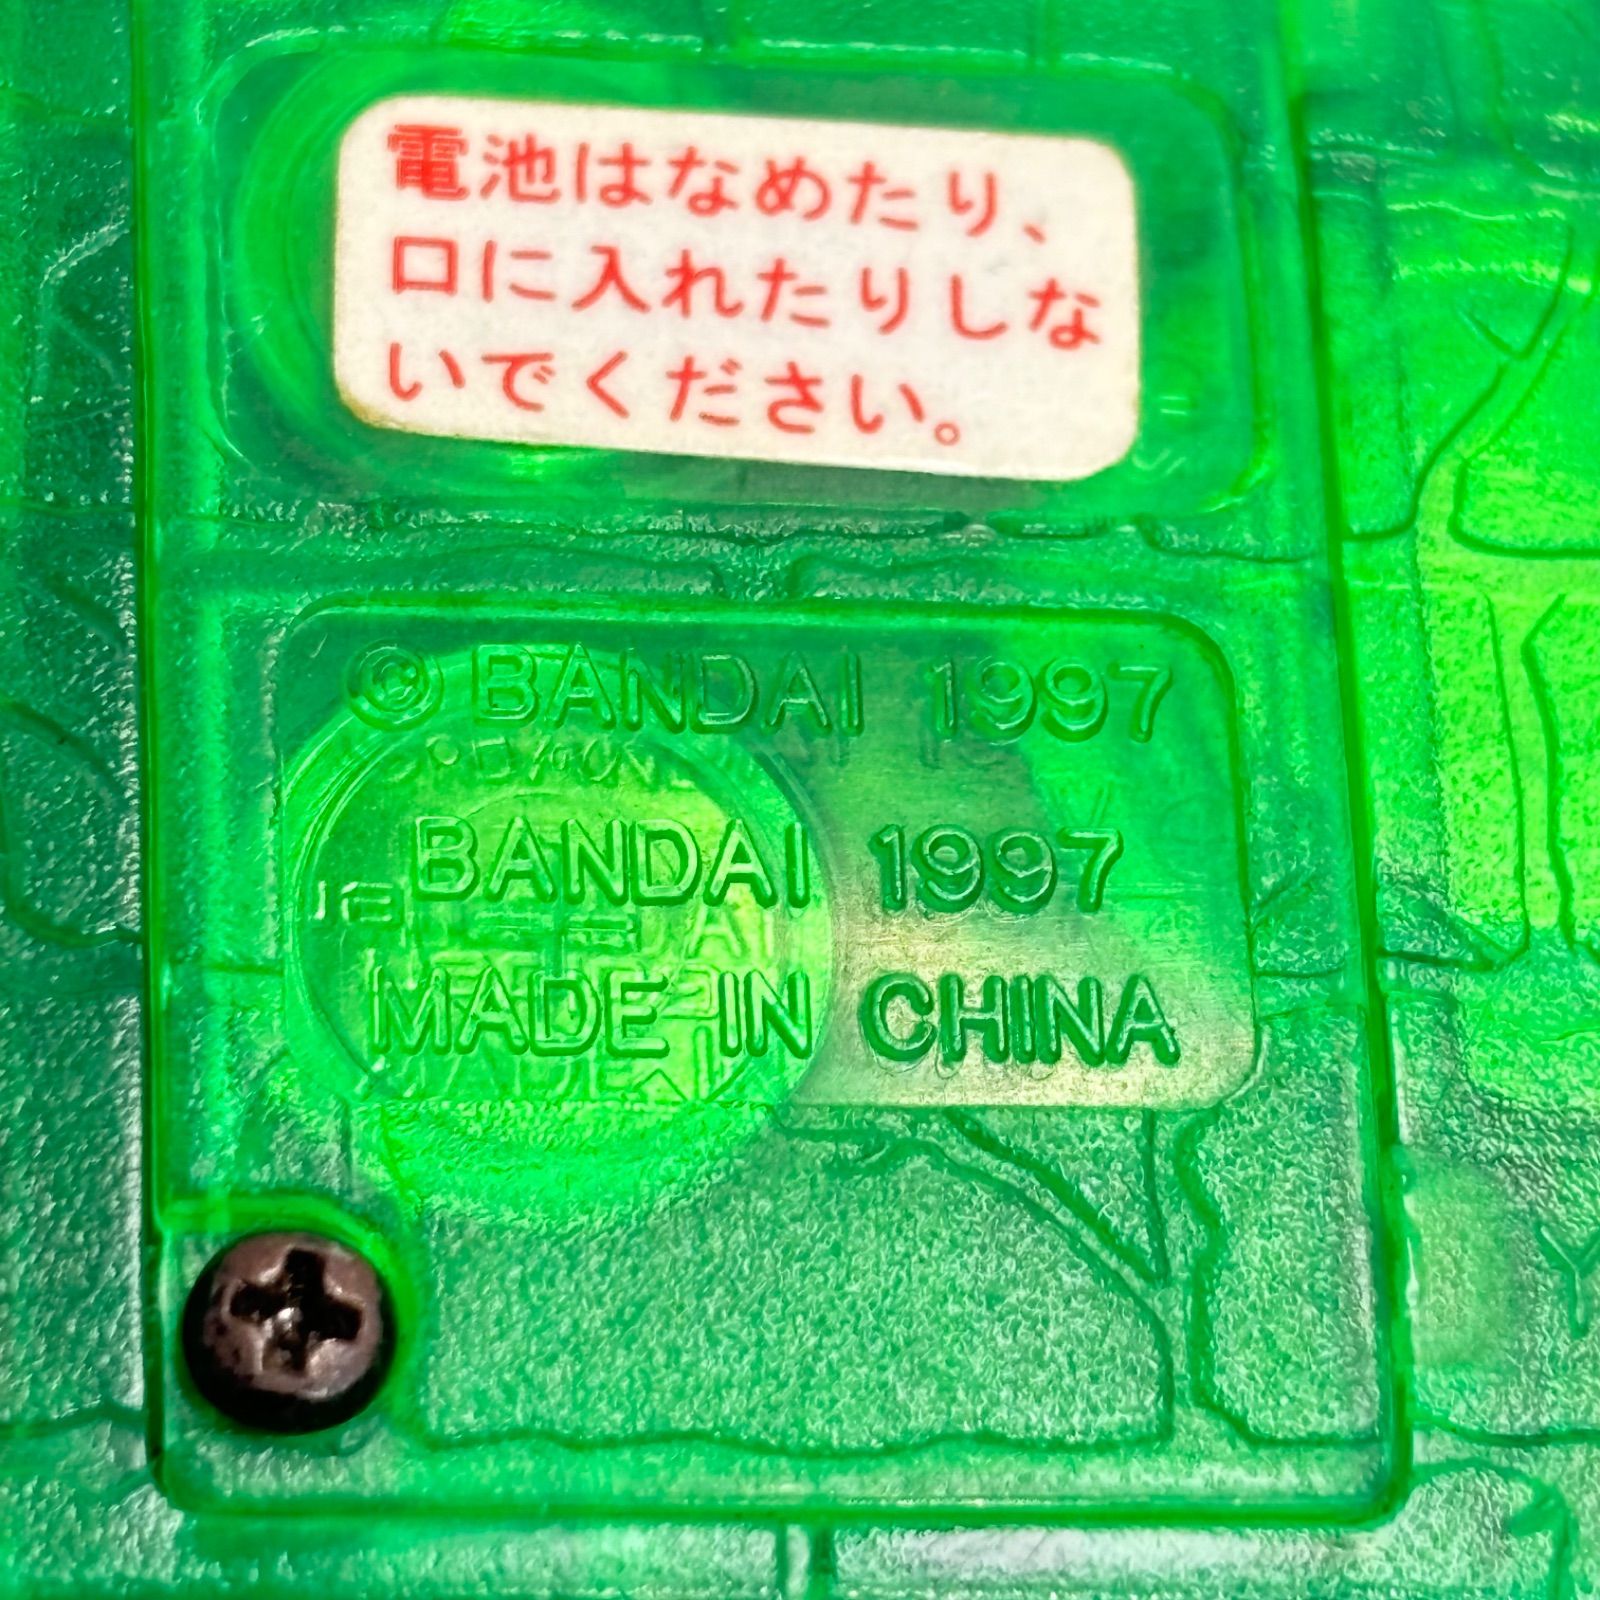 電池はなめたり、
口に入れたりしな
いでください。
© BANDAI 1997
BANDAI 1997
MADE IN CHINA